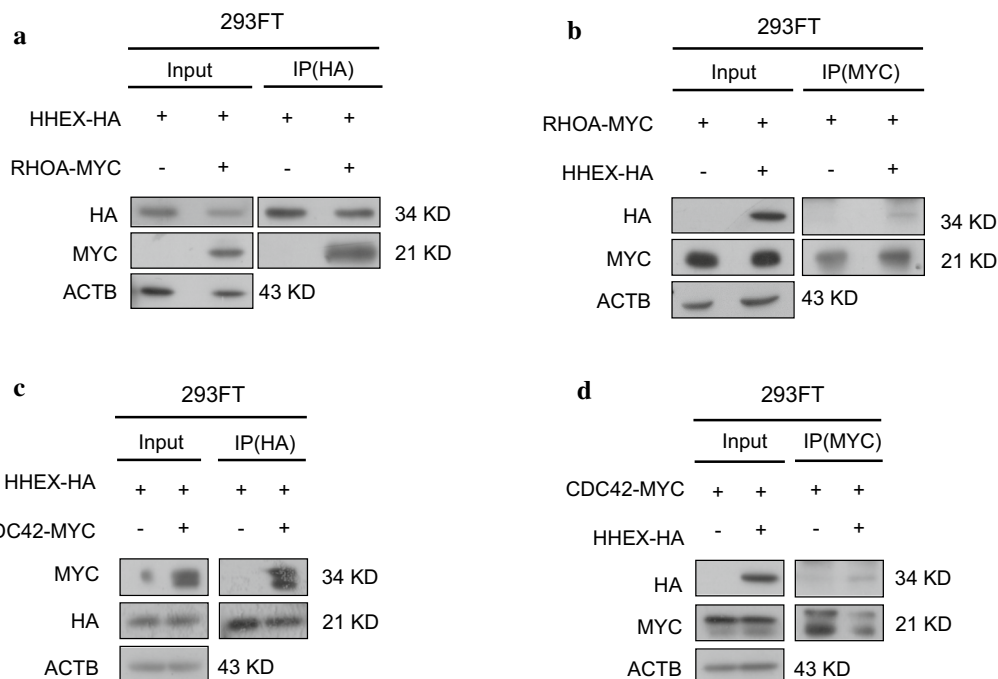 a
293FT
Input IP(HA)
HHEX-HA + + + +
RHOA-MYC - + - +
HA 34 KD
MYC 21 KD
ACTB 43 KD
b
293FT
Input IP(MYC)
RHOA-MYC + + + +
HHEX-HA - + - +
HA 34 KD
MYC 21 KD
ACTB 43 KD
c
293FT
Input IP(HA)
HHEX-HA + + + +
DC42-MYC - + - +
MYC 34 KD
HA 21 KD
ACTB 43 KD
d
293FT
Input IP(MYC)
CDC42-MYC + + + +
HHEX-HA - + - +
HA 34 KD
MYC 21 KD
ACTB 43 KD